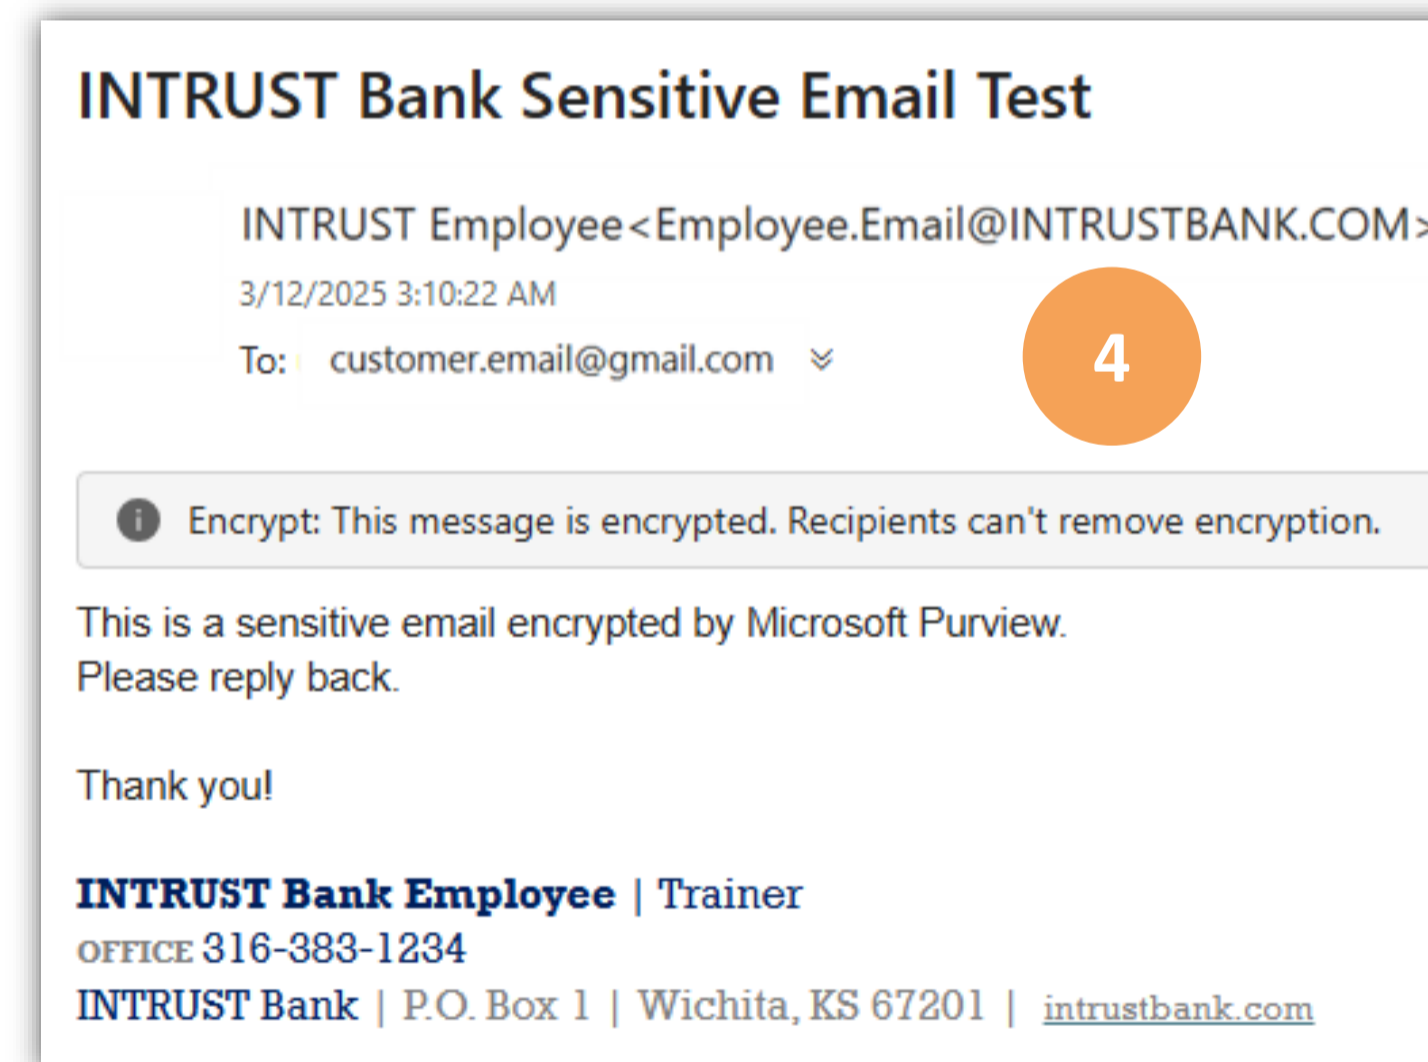 INTRUST Bank Sensitive Email Test
INTRUST Employee<Employee.Email@INTRUSTBANK.COM>
3/12/2025 3:10:22 AM
To: customer.email@gmail.com
4
Encrypt: This message is encrypted. Recipients can't remove encryption.
This is a sensitive email encrypted by Microsoft Purview.
Please reply back.
Thank you!
INTRUST Bank Employee | Trainer
OFFICE 316-383-1234
INTRUST Bank | P.O. Box 1 | Wichita, KS 67201 | intrustbank.com